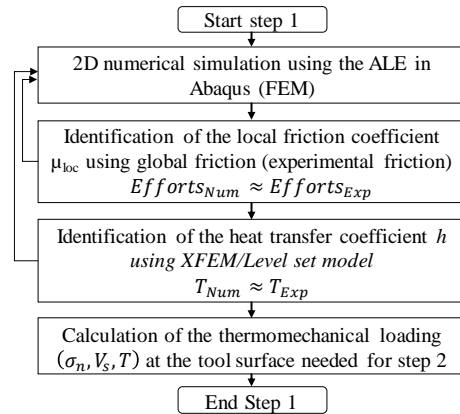 Start step 1
2D numerical simulation using the ALE in
Abaqus (FEM)
Identification of the local friction coefficient
μloc using global friction (experimental friction)
EffortsNum ≈ EffortsExp
Identification of the heat transfer coefficient h
using XFEM/Level set model
TNum ≈ TExp
Calculation of the thermomechanical loading
(σn, Vs, T) at the tool surface needed for step 2
End Step 1